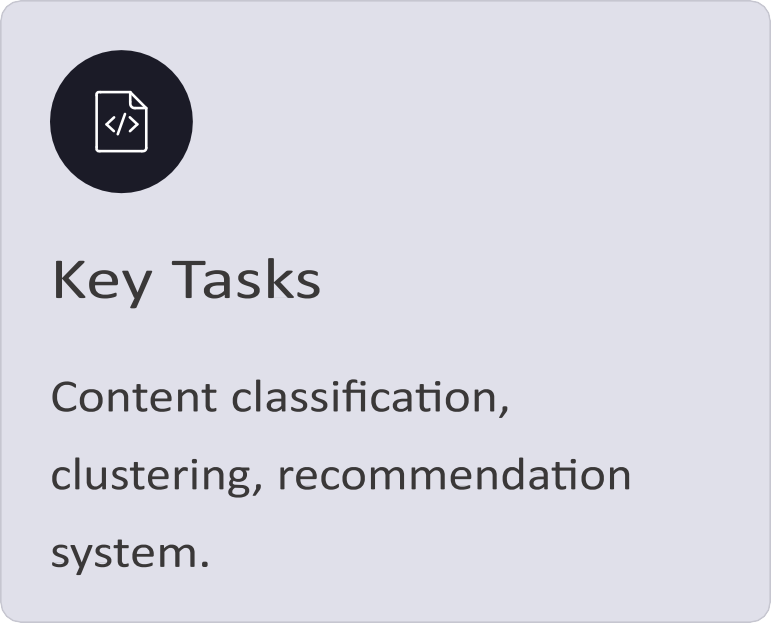 </>
Key Tasks
Content classification,
clustering, recommendation
system.